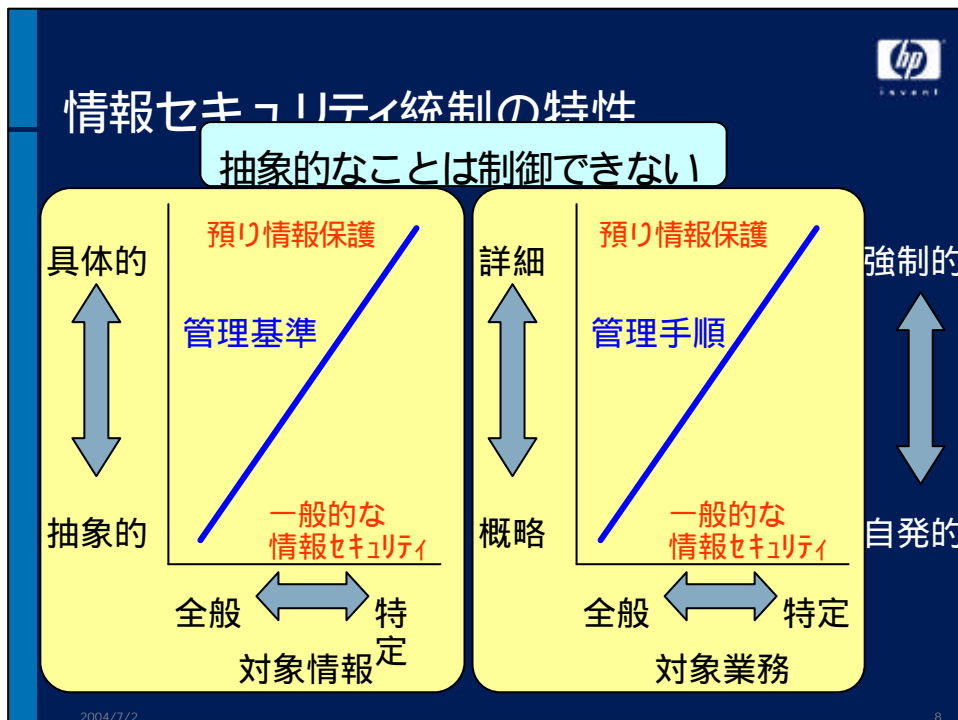 hp
invent
情報セキュリティ統制の特性
抽象的なことは制御できない
具体的
抽象的
預り情報保護
管理基準
一般的な
情報ｾｷｭﾘﾃｨ
全般
特
定
対象情報
詳細
概略
預り情報保護
管理手順
一般的な
情報ｾｷｭﾘﾃｨ
全般
特定
対象業務
強制的
自発的
2004/7/2
8